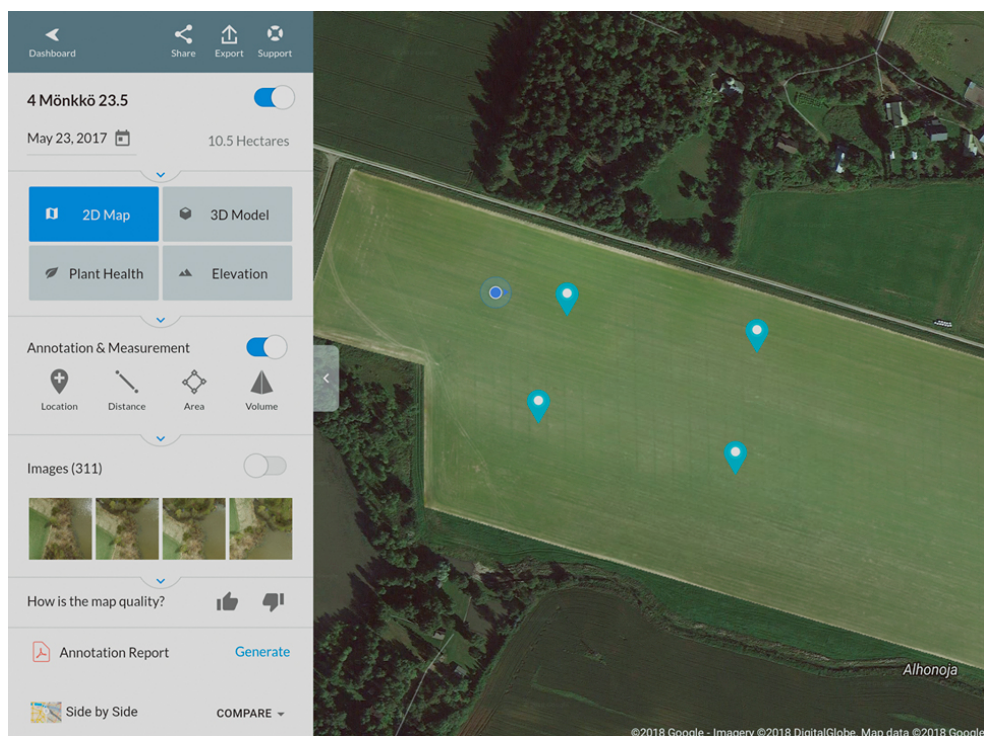 Dashboard
Share
Export
Support
4 Mönkkö 23.5
May 23, 2017
10.5 Hectares
2D Map
3D Model
Plant Health
Elevation
Annotation & Measurement
Location
Distance
Area
Volume
Images (311)
How is the map quality?
Annotation Report
Generate
Side by Side
COMPARE
Alhonoja
©2018 Google - Imagery ©2018 DigitalGlobe, Map data ©2018 Google